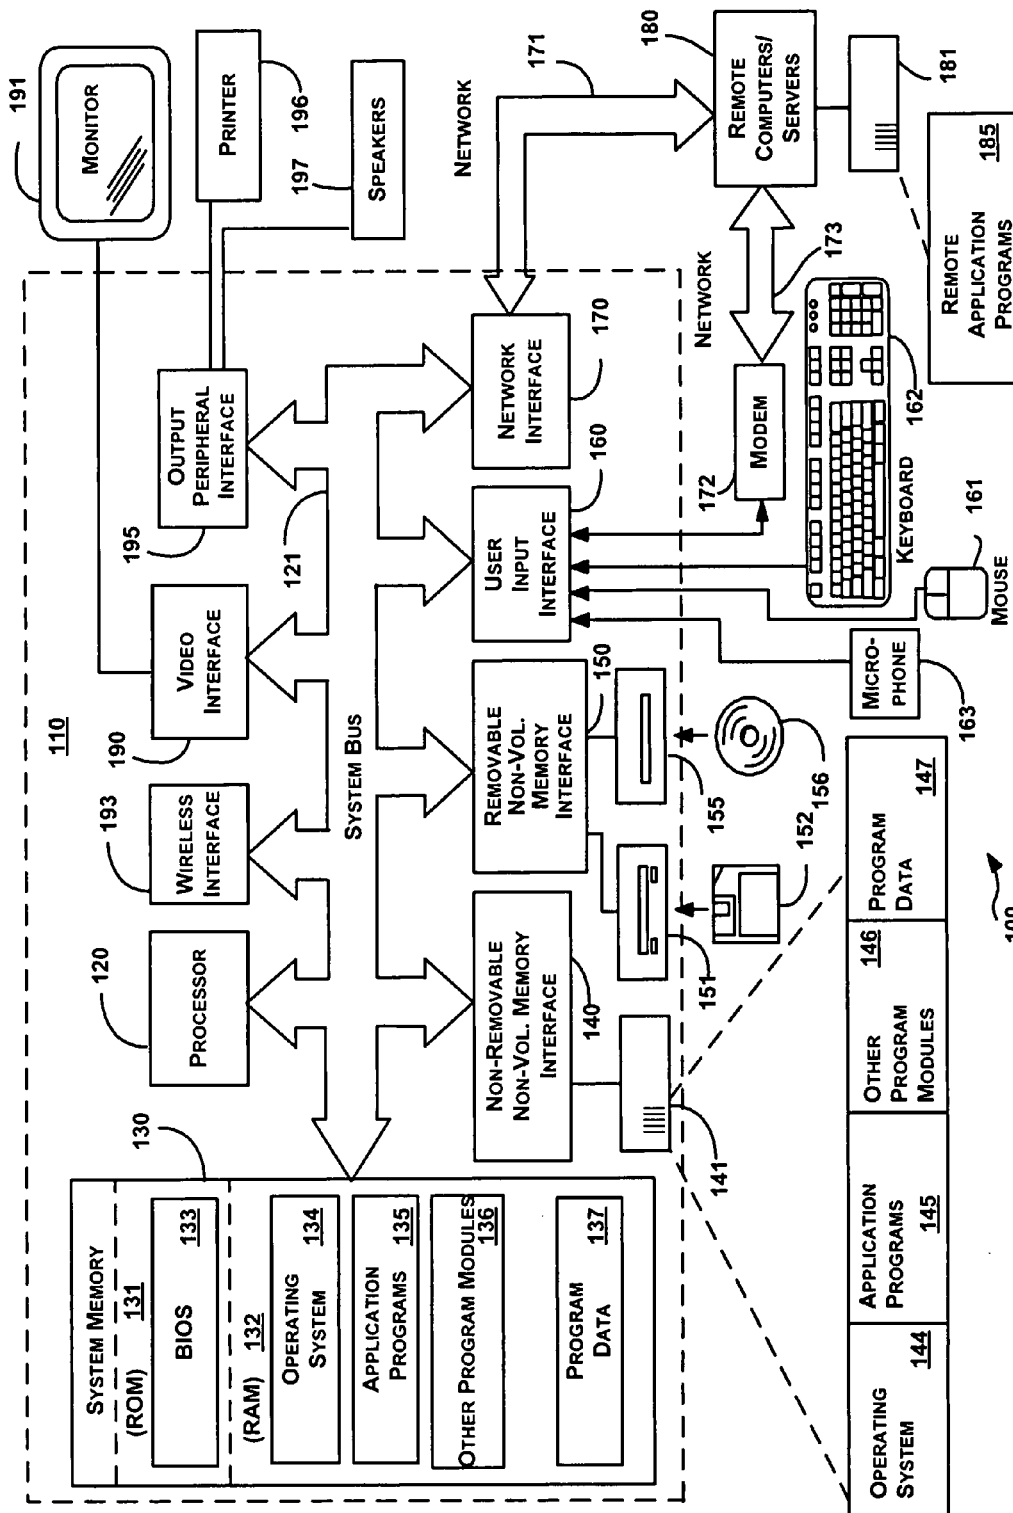 SYSTEM MEMORY
(ROM) 131
BIOS 133
(RAM) 132
OPERATING
SYSTEM
134
APPLICATION
PROGRAMS
135
OTHER PROGRAM MODULES
136
PROGRAM
DATA
137
130
110
PROCESSOR
120
WIRELESS
INTERFACE
193
VIDEO
INTERFACE
190
OUTPUT
PERIPHERAL
INTERFACE
195
121
SYSTEM BUS
NON-REMOVABLE
NON-VOL. MEMORY
INTERFACE
140
REMOVABLE
NON-VOL.
MEMORY
INTERFACE
150
USER
INPUT
INTERFACE
160
NETWORK
INTERFACE
170
MONITOR
191
PRINTER
196
SPEAKERS
197
NETWORK
171
REMOTE
COMPUTERS/
SERVERS
180
181
REMOTE
APPLICATION
PROGRAMS
185
NETWORK
173
MODEM
172
KEYBOARD
162
MOUSE
161
MICRO-
PHONE
163
141
151
152
155
156
OPERATING
SYSTEM
144
APPLICATION
PROGRAMS
145
OTHER
PROGRAM
MODULES
146
PROGRAM
DATA
147
100